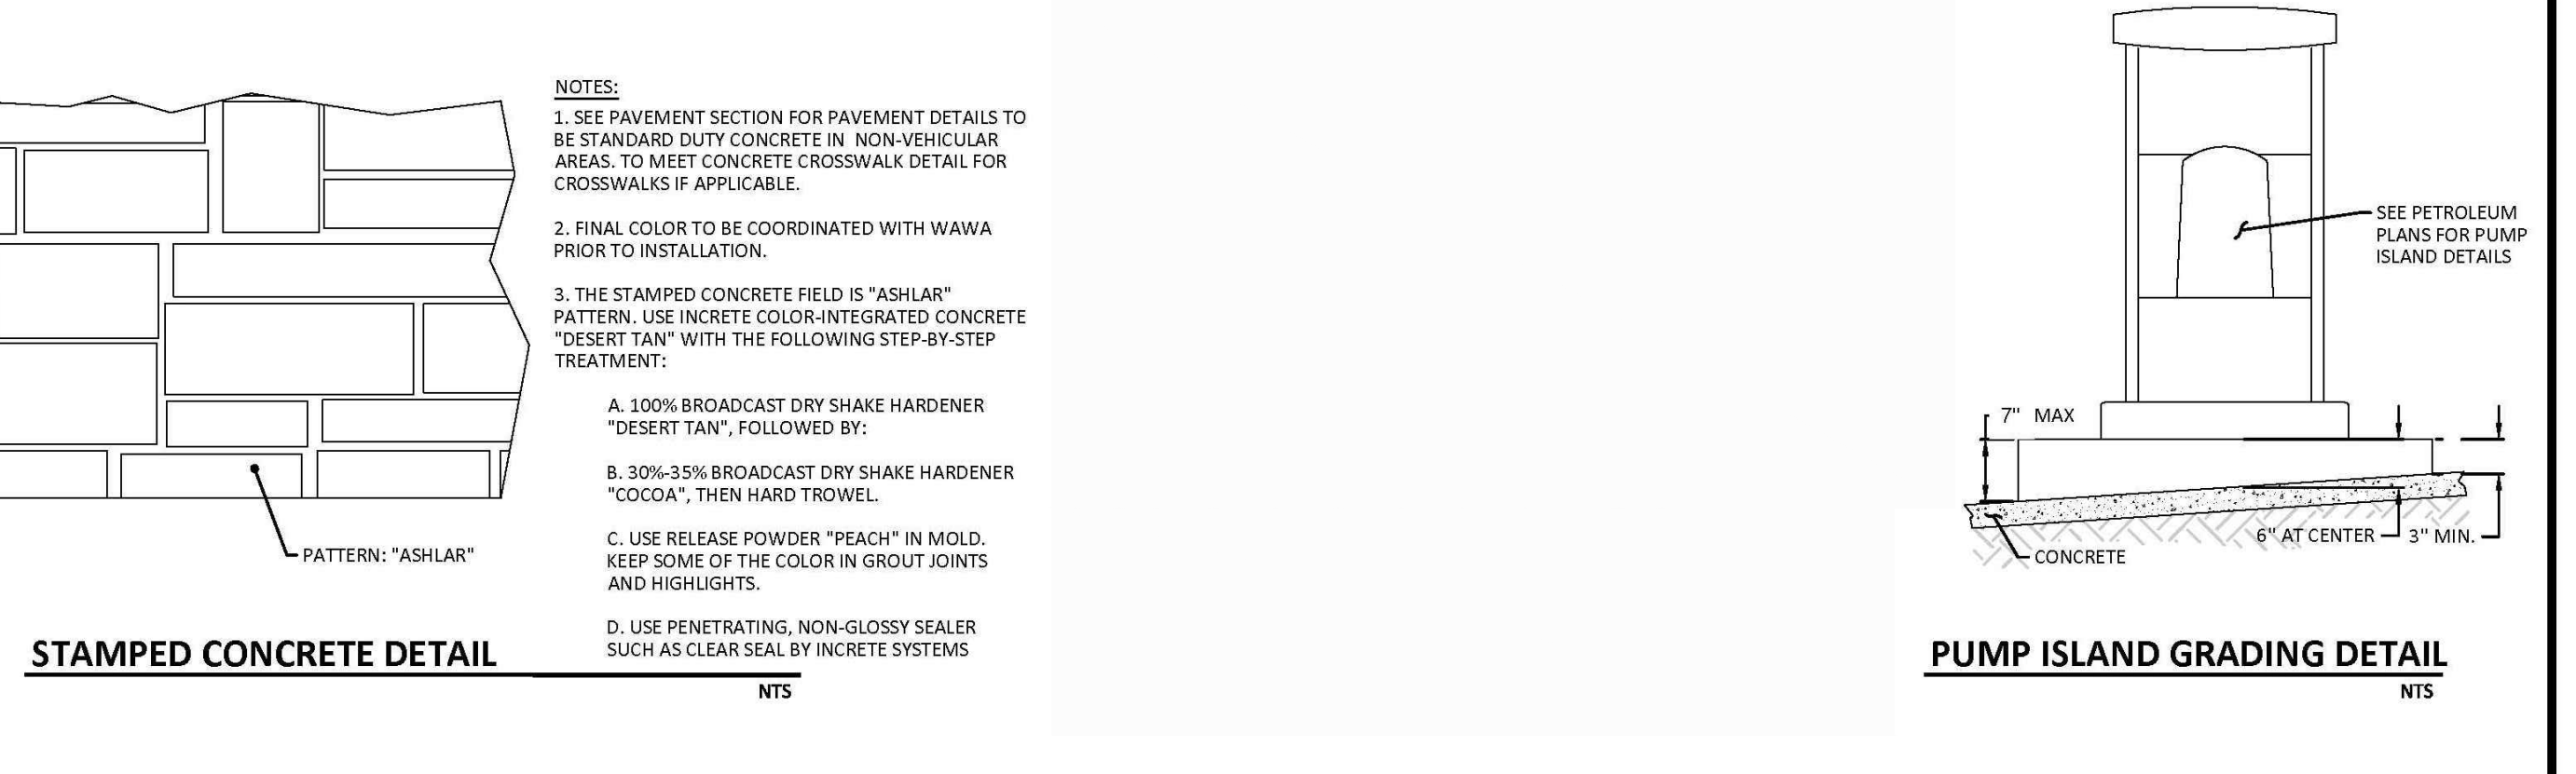 NOTES:
1. SEE PAVEMENT SECTION FOR PAVEMENT DETAILS TO
BE STANDARD DUTY CONCRETE IN NON-VEHICULAR
AREAS. TO MEET CONCRETE CROSSWALK DETAIL FOR
CROSSWALKS IF APPLICABLE.
2. FINAL COLOR TO BE COORDINATED WITH WAWA
PRIOR TO INSTALLATION.
3. THE STAMPED CONCRETE FIELD IS "ASHLAR"
PATTERN. USE INCRETE COLOR-INTEGRATED CONCRETE
"DESERT TAN" WITH THE FOLLOWING STEP-BY-STEP
TREATMENT:
A. 100% BROADCAST DRY SHAKE HARDENER
"DESERT TAN", FOLLOWED BY:
B. 30%-35% BROADCAST DRY SHAKE HARDENER
"COCOA", THEN HARD TROWEL.
C. USE RELEASE POWDER "PEACH" IN MOLD.
KEEP SOME OF THE COLOR IN GROUT JOINTS
AND HIGHLIGHTS.
D. USE PENETRATING, NON-GLOSSY SEALER
SUCH AS CLEAR SEAL BY INCRETE SYSTEMS
PATTERN: "ASHLAR"
STAMPED CONCRETE DETAIL
NTS
SEE PETROLEUM
PLANS FOR PUMP
ISLAND DETAILS
7" MAX
6" AT CENTER
3" MIN.
CONCRETE
PUMP ISLAND GRADING DETAIL
NTS